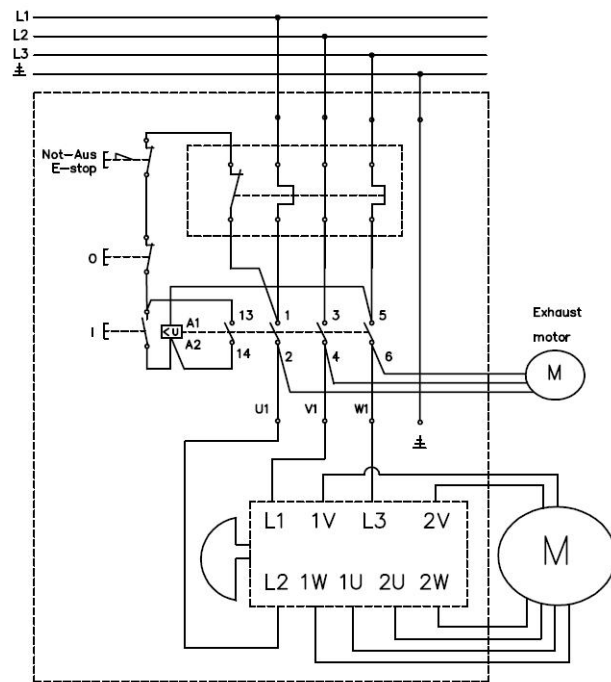 L1
L2
L3
Not-Aus
E-stop
O
I
<U
A1
A2
13
14
1
3
5
2
4
6
Exhaust
motor
M
U1
V1
W1
L1 1V L3 2V
L2 1W 1U 2U 2W
M